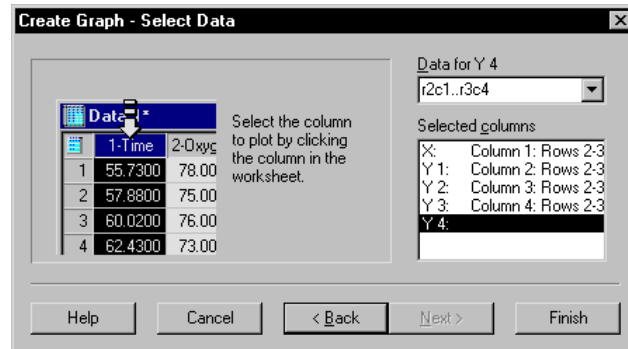 Create Graph - Select Data
Data for Y 4
r2c1..r3c4
Selected columns
X: Column 1: Rows 2-3
Y 1: Column 2: Rows 2-3
Y 2: Column 3: Rows 2-3
Y 3: Column 4: Rows 2-3
Y 4:
Data *
1-Time 2-Oxyg
1 55.7300 78.00
2 57.8800 75.00
3 60.0200 76.00
4 62.4300 73.00
Select the column
to plot by clicking
the column in the
worksheet.
Help Cancel < Back Next > Finish